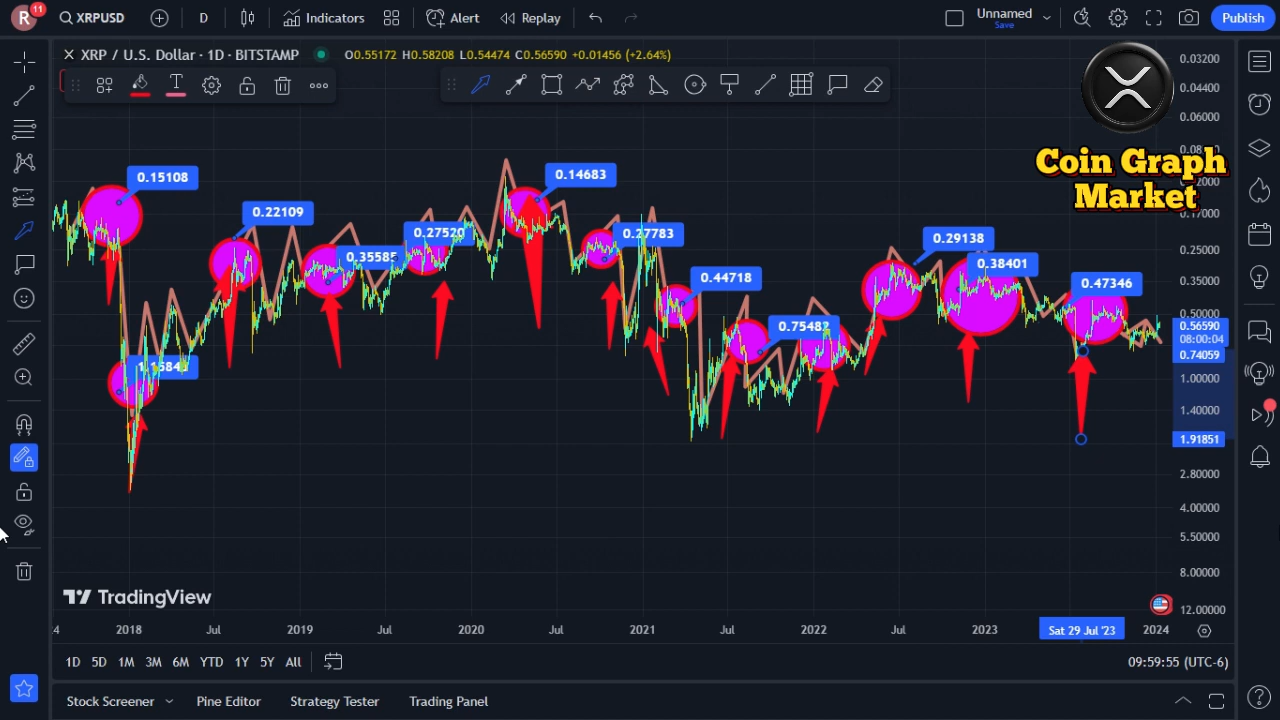 R
11
XRPUSD
D
Indicators
Alert
Replay
Unnamed
Save
Publish
XRP / U.S. Dollar · 1D · BITSTAMP
O0.55172 H0.58208 L0.54474 C0.56590 +0.01456 (+2.64%)
T
Coin Graph
Market
0.15108
0.22109
0.35585
0.27520
0.14683
0.27783
0.44718
0.75482
0.29138
0.38401
0.47346
0.03200
0.04400
0.06000
0.17000
0.25000
0.35000
0.50000
0.56590
08:00:04
0.74059
1.00000
1.40000
1.91851
2.80000
4.00000
5.50000
8.00000
12.00000
TradingView
4
2018
Jul
2019
Jul
2020
Jul
2021
Jul
2022
Jul
2023
Sat 29 Jul '23
2024
1D 5D 1M 3M 6M YTD 1Y 5Y All
09:59:55 (UTC-6)
Stock Screener
Pine Editor
Strategy Tester
Trading Panel